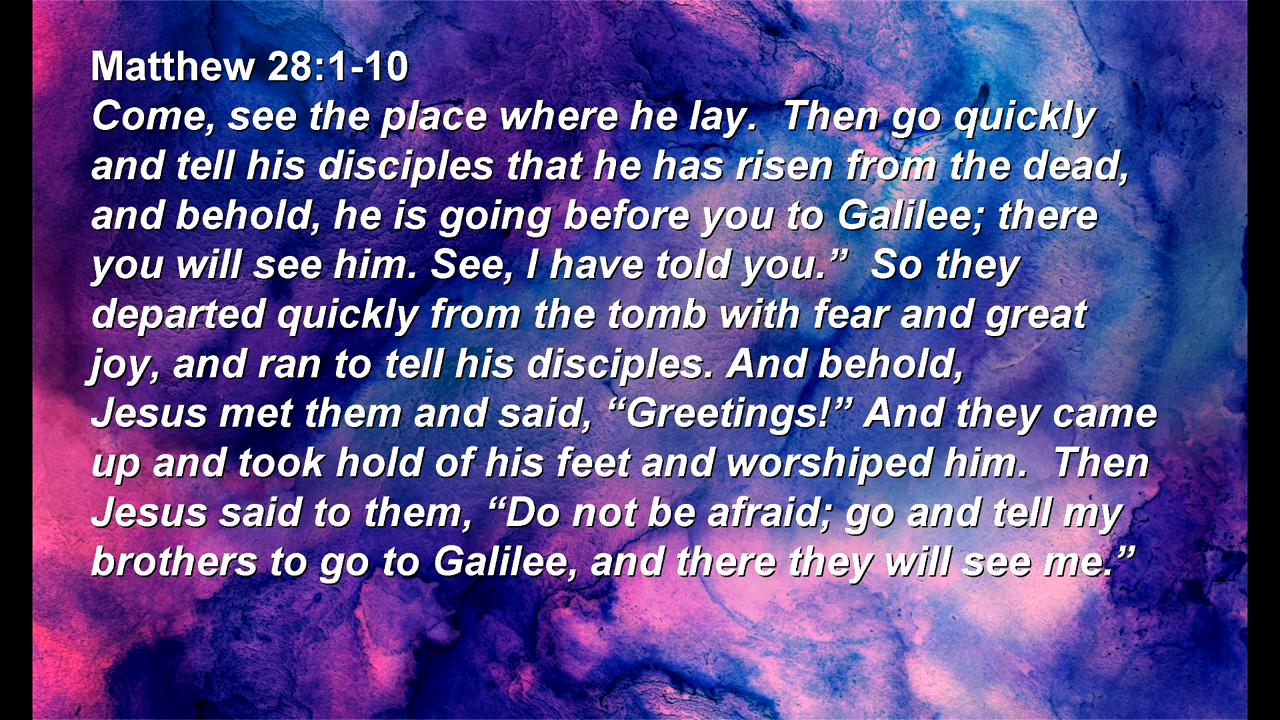 Matthew 28:1-10
Come, see the place where he lay.  Then go quickly
and tell his disciples that he has risen from the dead,
and behold, he is going before you to Galilee; there
you will see him. See, I have told you.”  So they
departed quickly from the tomb with fear and great
joy, and ran to tell his disciples. And behold,
Jesus met them and said, “Greetings!” And they came
up and took hold of his feet and worshiped him.  Then
Jesus said to them, “Do not be afraid; go and tell my
brothers to go to Galilee, and there they will see me.”